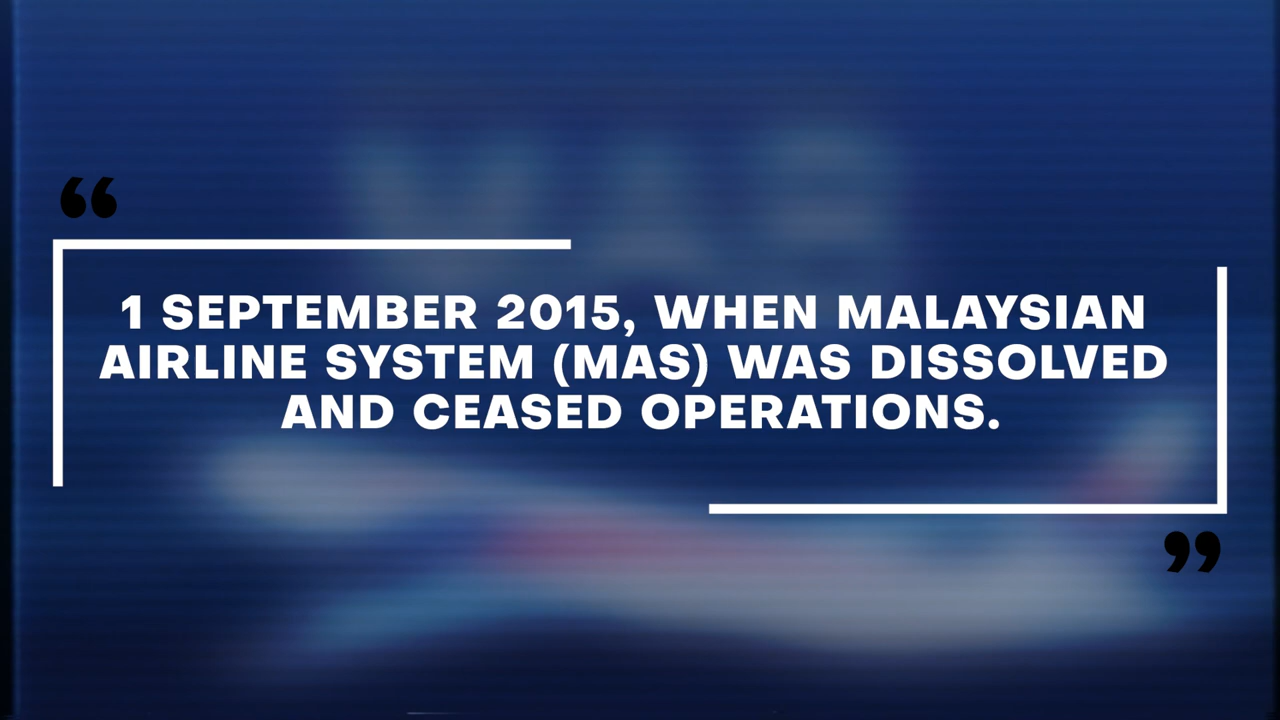 “
1 SEPTEMBER 2015, WHEN MALAYSIAN
AIRLINE SYSTEM (MAS) WAS DISSOLVED
AND CEASED OPERATIONS.
”